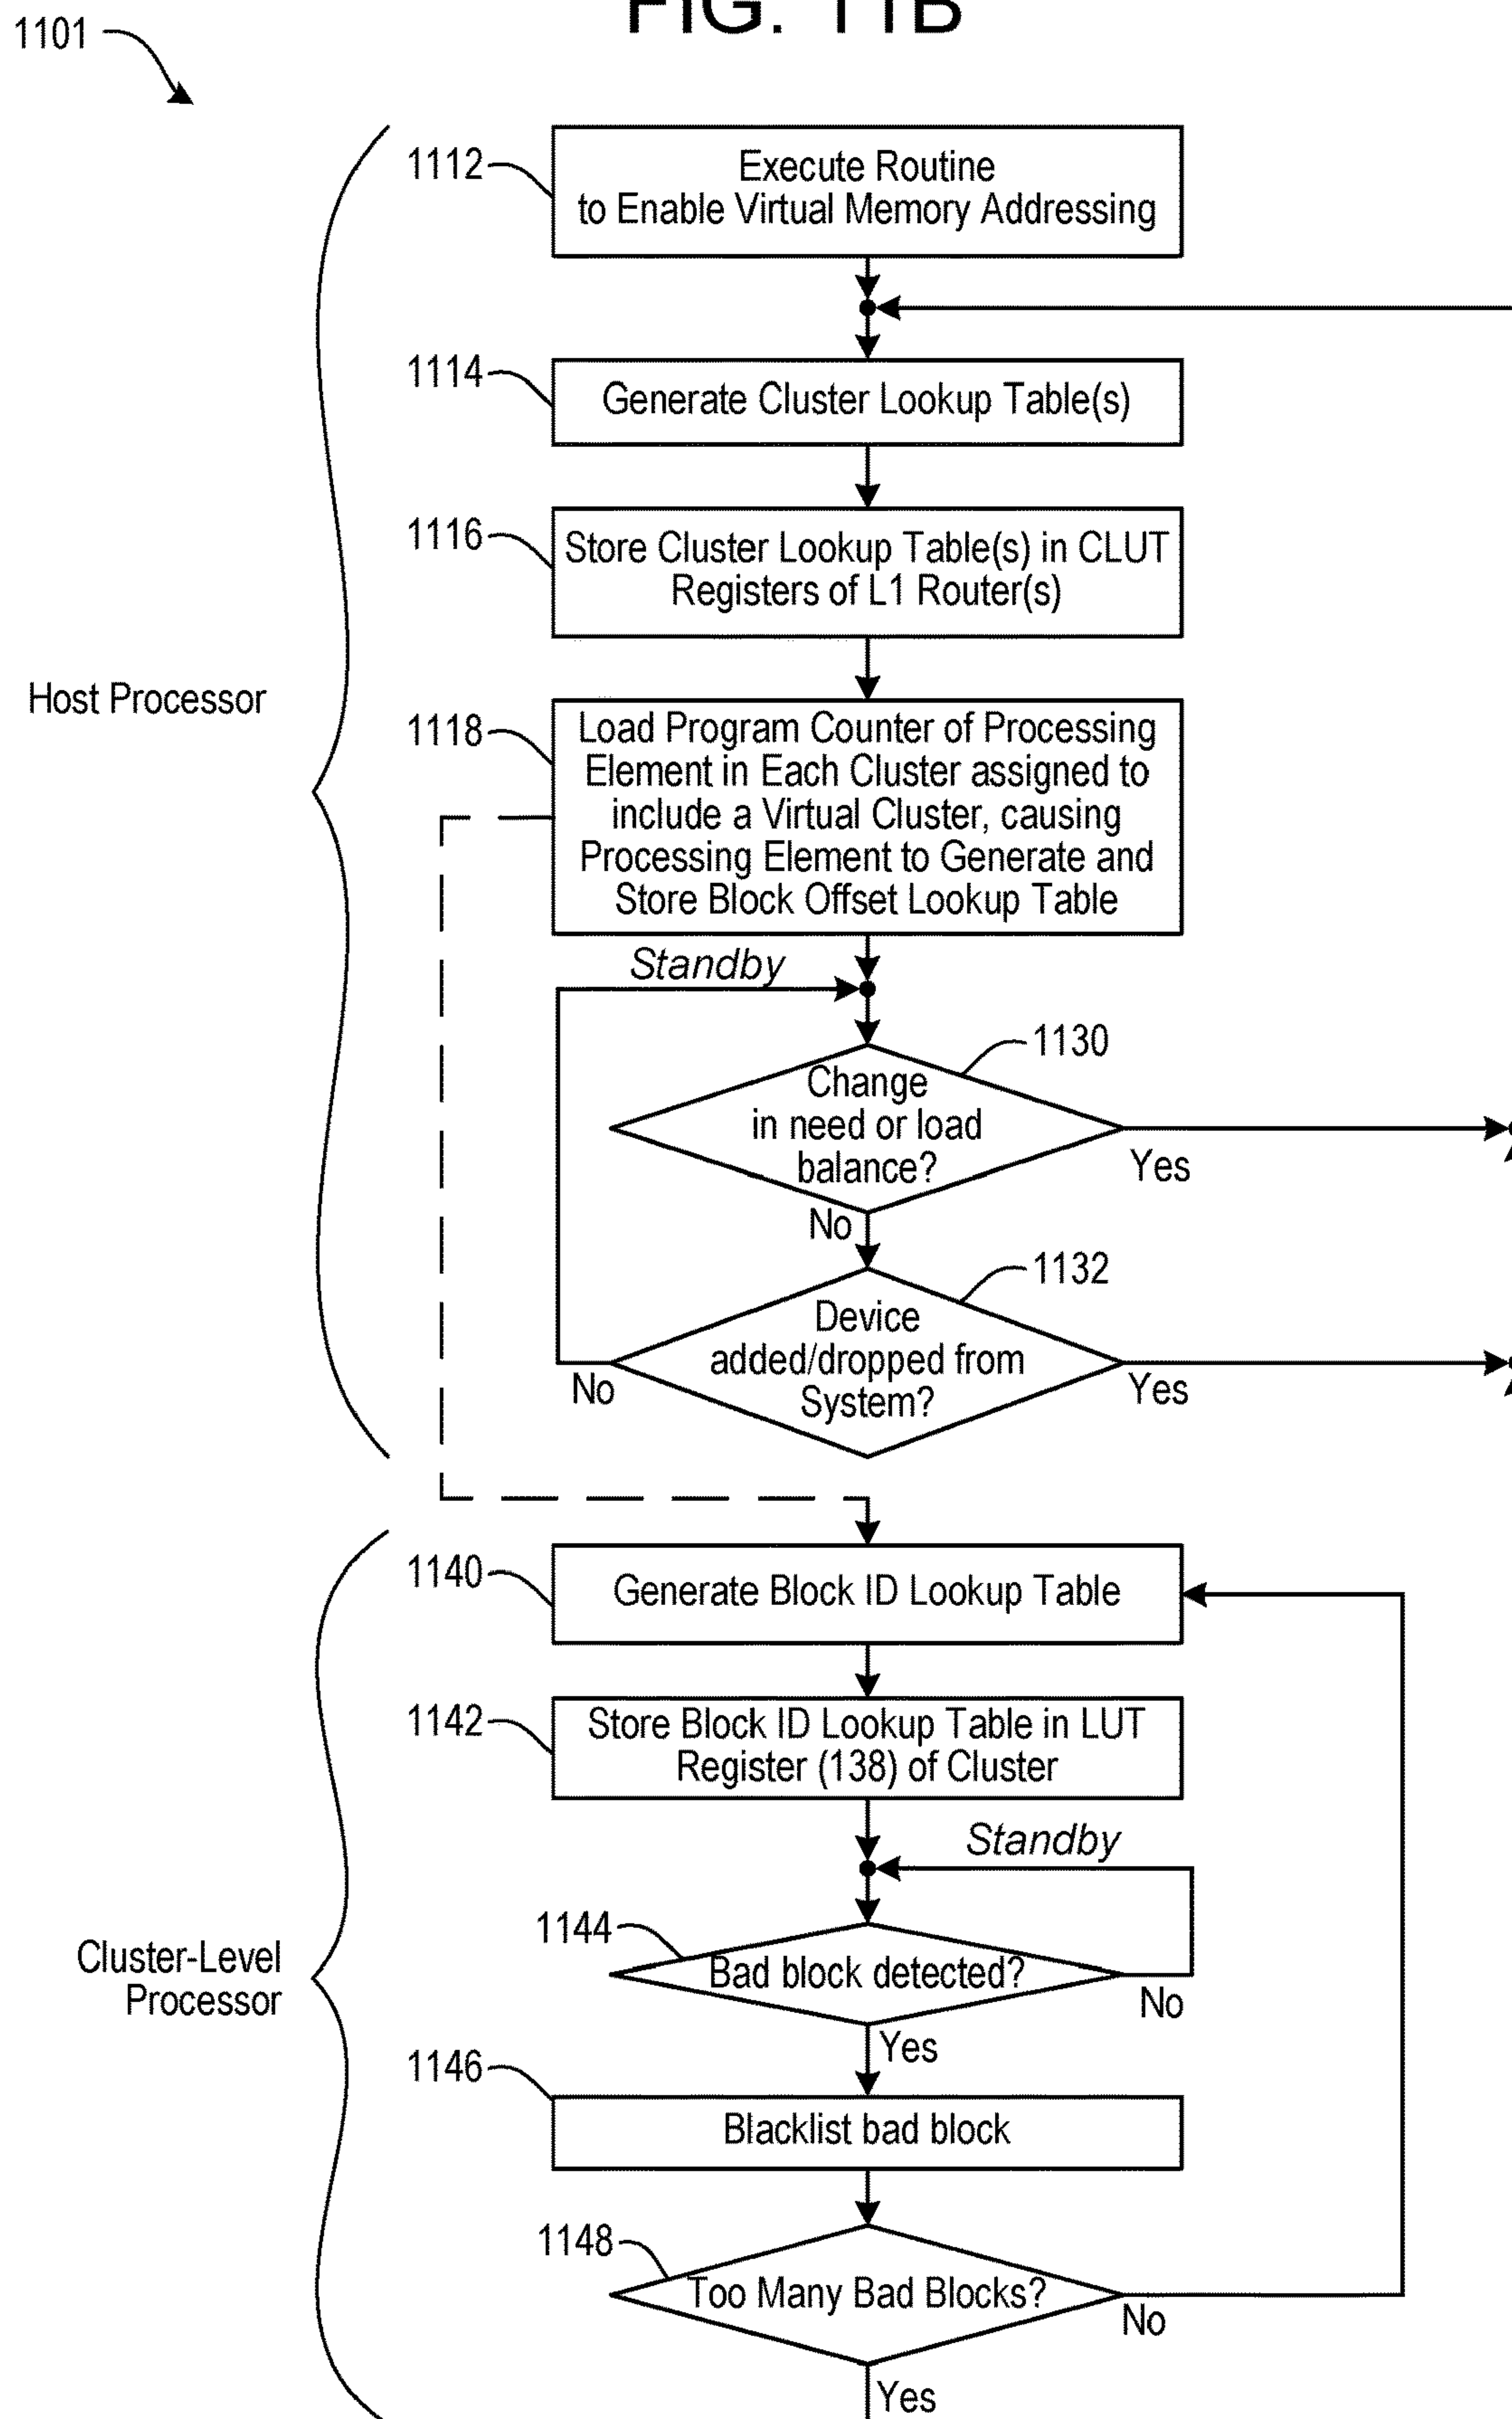 FIG. 11B
1101
1112
Execute Routine
to Enable Virtual Memory Addressing
1114
Generate Cluster Lookup Table(s)
1116
Store Cluster Lookup Table(s) in CLUT
Registers of L1 Router(s)
Host Processor
1118
Load Program Counter of Processing
Element in Each Cluster assigned to
include a Virtual Cluster, causing
Processing Element to Generate and
Store Block Offset Lookup Table
Standby
1130
Change
in need or load
balance?
Yes
No
1132
Device
added/dropped from
System?
No
Yes
1140
Generate Block ID Lookup Table
1142
Store Block ID Lookup Table in LUT
Register (138) of Cluster
Standby
1144
Bad block detected?
No
Yes
Cluster-Level
Processor
1146
Blacklist bad block
1148
Too Many Bad Blocks?
No
Yes